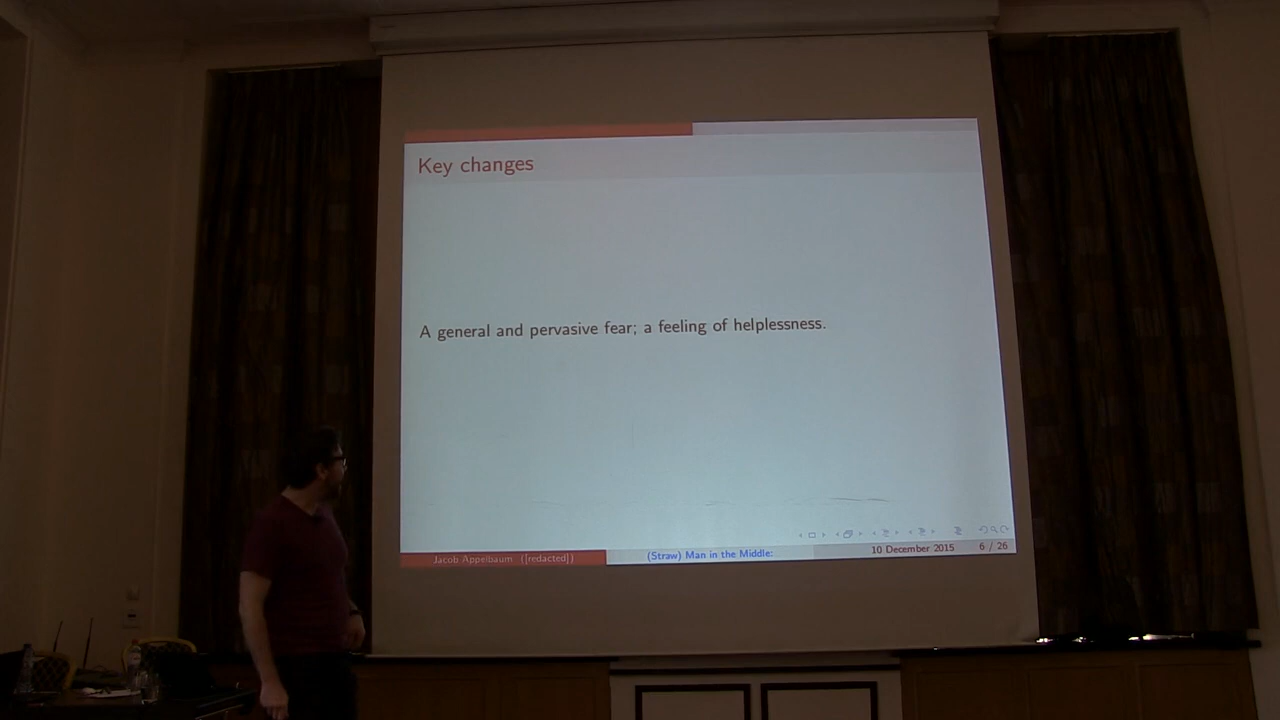 Key changes
A general and pervasive fear; a feeling of helplessness.
Jacob Appelbaum ([redacted])
(Straw) Man in the Middle:
10 December 2015
6 / 26